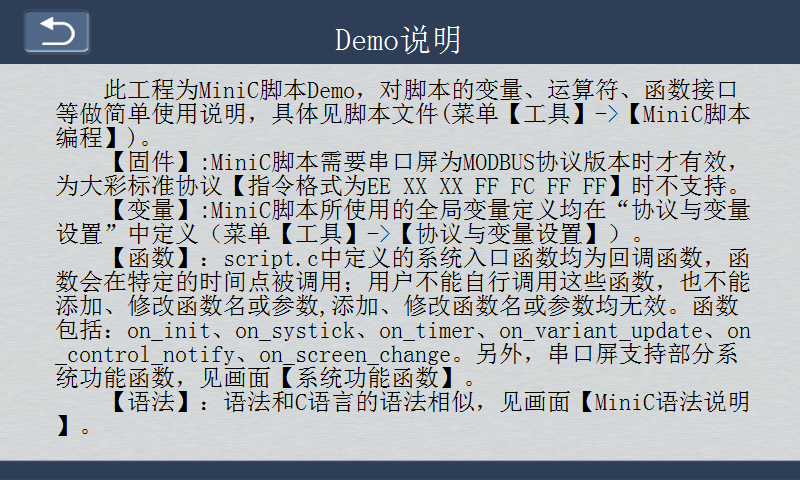 Demo说明
此工程为MiniC脚本Demo，对脚本的变量、运算符、函数接口
等做简单使用说明，具体见脚本文件(菜单【工具】->【MiniC脚本
编程】)。
【固件】:MiniC脚本需要串口屏为MODBUS协议版本时才有效，
为大彩标准协议【指令格式为EE XX XX FF FC FF FF】时不支持。
【变量】:MiniC脚本所使用的全局变量定义均在“协议与变量
设置”中定义（菜单【工具】->【协议与变量设置】）。
【函数】：script.c中定义的系统入口函数均为回调函数，函
数会在特定的时间点被调用；用户不能自行调用这些函数，也不能
添加、修改函数名或参数,添加、修改函数名或参数均无效。函数
包括：on_init、on_systick、on_timer、on_variant_update、on
_control_notify、on_screen_change。另外，串口屏支持部分系
统功能函数，见画面【系统功能函数】。
【语法】：语法和C语言的语法相似，见画面【MiniC语法说明
】。